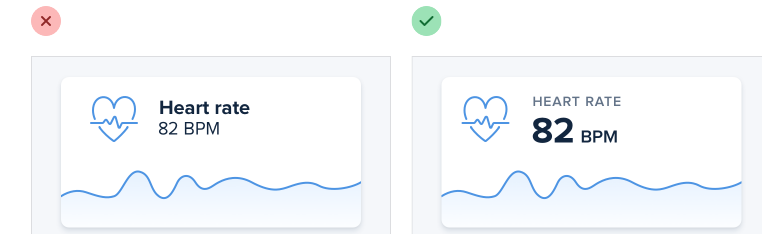 Heart rate
82 BPM
HEART RATE
82 BPM